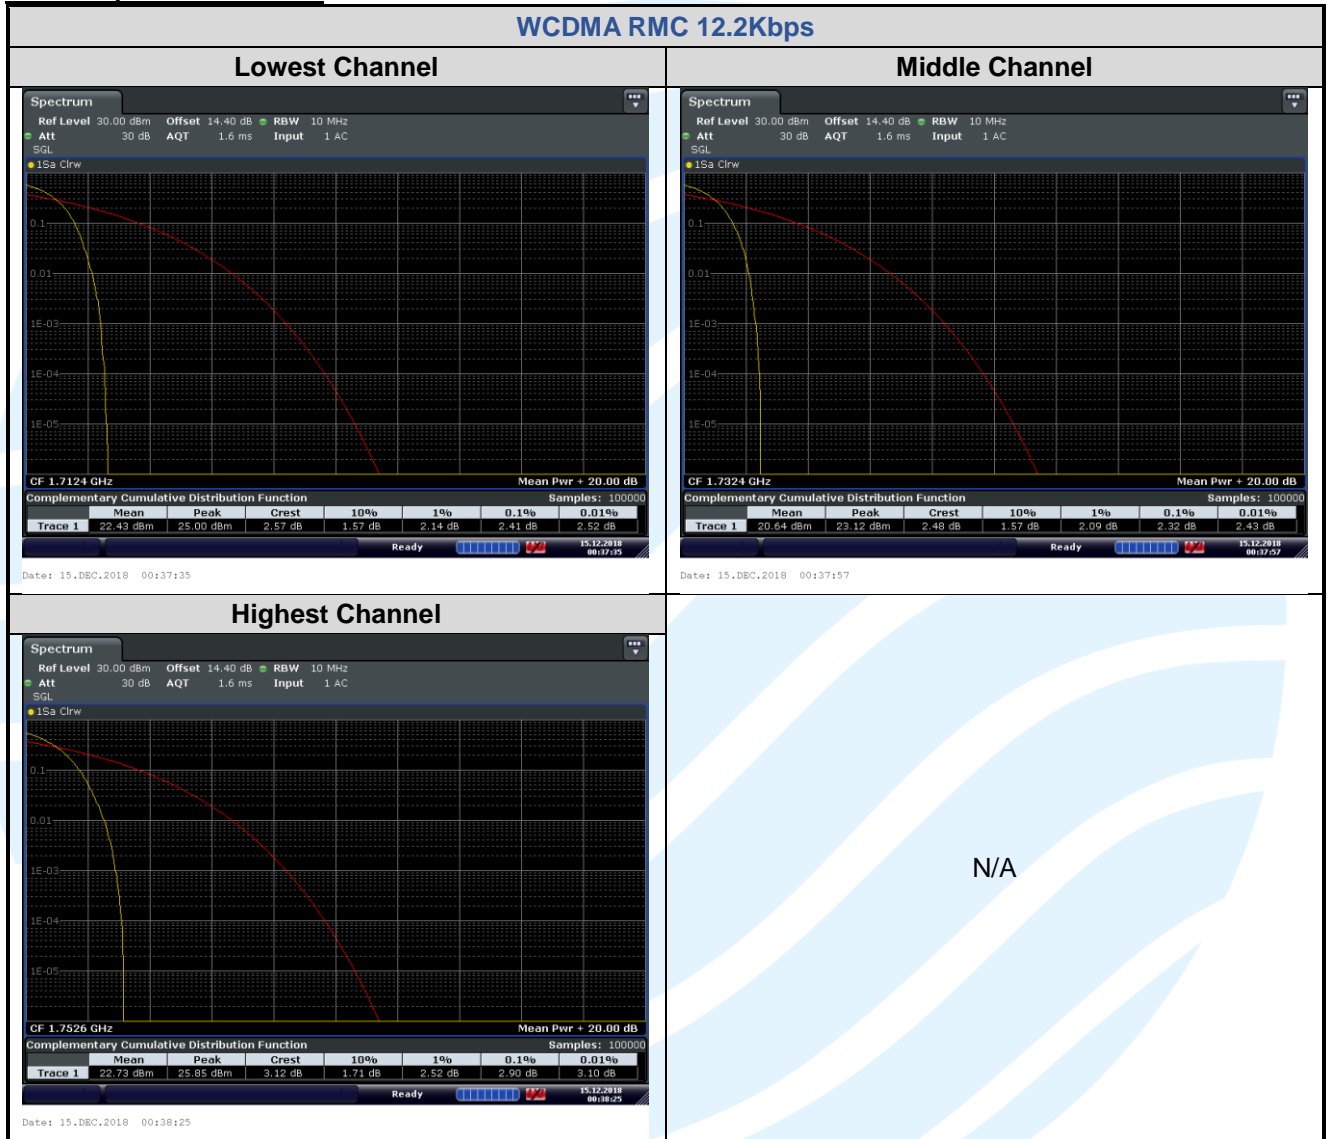 WCDMA RMC 12.2Kbps
Lowest Channel
Middle Channel
Spectrum
Ref Level 30.00 dBm Offset 14.40 dB RBW 10 MHz
Att 30 dB AQT 1.6 ms Input 1 AC
SGL
1Sa Clrw
0.1
0.01
1E-03
1E-04
1E-05
CF 1.7124 GHz Mean Pwr + 20.00 dB
Complementary Cumulative Distribution Function Samples: 100000
Mean Peak Crest 10% 1% 0.1% 0.01%
Trace 1 22.43 dBm 25.00 dBm 2.57 dB 1.57 dB 2.14 dB 2.41 dB 2.52 dB
Ready 15.12.2018
00:37:35
Date: 15.DEC.2018 00:37:35
Spectrum
Ref Level 30.00 dBm Offset 14.40 dB RBW 10 MHz
Att 30 dB AQT 1.6 ms Input 1 AC
SGL
1Sa Clrw
0.1
0.01
1E-03
1E-04
1E-05
CF 1.7324 GHz Mean Pwr + 20.00 dB
Complementary Cumulative Distribution Function Samples: 100000
Mean Peak Crest 10% 1% 0.1% 0.01%
Trace 1 20.64 dBm 23.12 dBm 2.48 dB 1.57 dB 2.09 dB 2.32 dB 2.43 dB
Ready 15.12.2018
00:37:57
Date: 15.DEC.2018 00:37:57
Highest Channel
Spectrum
Ref Level 30.00 dBm Offset 14.40 dB RBW 10 MHz
Att 30 dB AQT 1.6 ms Input 1 AC
SGL
1Sa Clrw
0.1
0.01
1E-03
1E-04
1E-05
CF 1.7526 GHz Mean Pwr + 20.00 dB
Complementary Cumulative Distribution Function Samples: 100000
Mean Peak Crest 10% 1% 0.1% 0.01%
Trace 1 22.73 dBm 25.85 dBm 3.12 dB 1.71 dB 2.52 dB 2.90 dB 3.10 dB
Ready 15.12.2018
00:38:25
Date: 15.DEC.2018 00:38:25
N/A